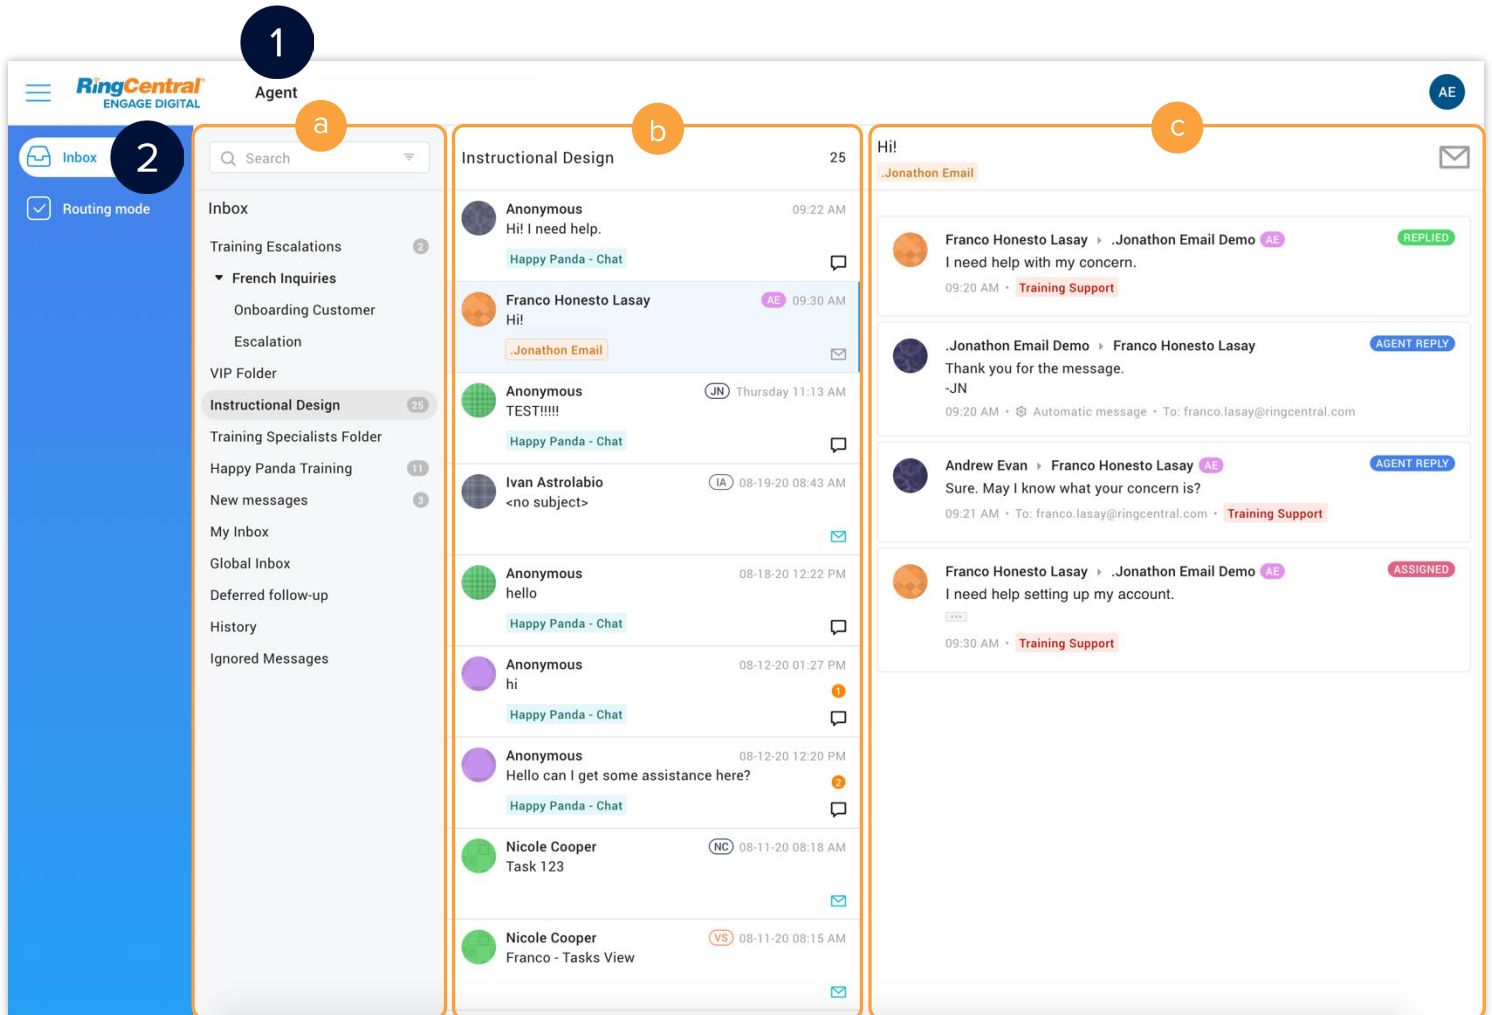 1
RingCentral®
ENGAGE DIGITAL
Agent
AE
2
Inbox
Routing mode
a
Search
Inbox
Training Escalations 2
French Inquiries
Onboarding Customer
Escalation
VIP Folder
Instructional Design 25
Training Specialists Folder
Happy Panda Training 11
New messages 3
My Inbox
Global Inbox
Deferred follow-up
History
Ignored Messages
b
Instructional Design 25
Anonymous 09:22 AM
Hi! I need help.
Happy Panda - Chat
Franco Honesto Lasay AE 09:30 AM
Hi!
.Jonathon Email
Anonymous JN Thursday 11:13 AM
TEST!!!!!
Happy Panda - Chat
Ivan Astrolabio IA 08-19-20 08:43 AM
<no subject>
Anonymous 08-18-20 12:22 PM
hello
Happy Panda - Chat
Anonymous 08-12-20 01:27 PM
hi 1
Happy Panda - Chat
Anonymous 08-12-20 12:20 PM
Hello can I get some assistance here? 2
Happy Panda - Chat
Nicole Cooper NC 08-11-20 08:18 AM
Task 123
Nicole Cooper VS 08-11-20 08:15 AM
Franco - Tasks View
c
Hi!
.Jonathon Email
Franco Honesto Lasay .Jonathon Email Demo AE REPLIED
I need help with my concern.
09:20 AM • Training Support
.Jonathon Email Demo Franco Honesto Lasay AGENT REPLY
Thank you for the message.
-JN
09:20 AM • Automatic message • To: franco.lasay@ringcentral.com
Andrew Evan Franco Honesto Lasay AE AGENT REPLY
Sure. May I know what your concern is?
09:21 AM • To: franco.lasay@ringcentral.com • Training Support
Franco Honesto Lasay .Jonathon Email Demo AE ASSIGNED
I need help setting up my account.
...
09:30 AM • Training Support